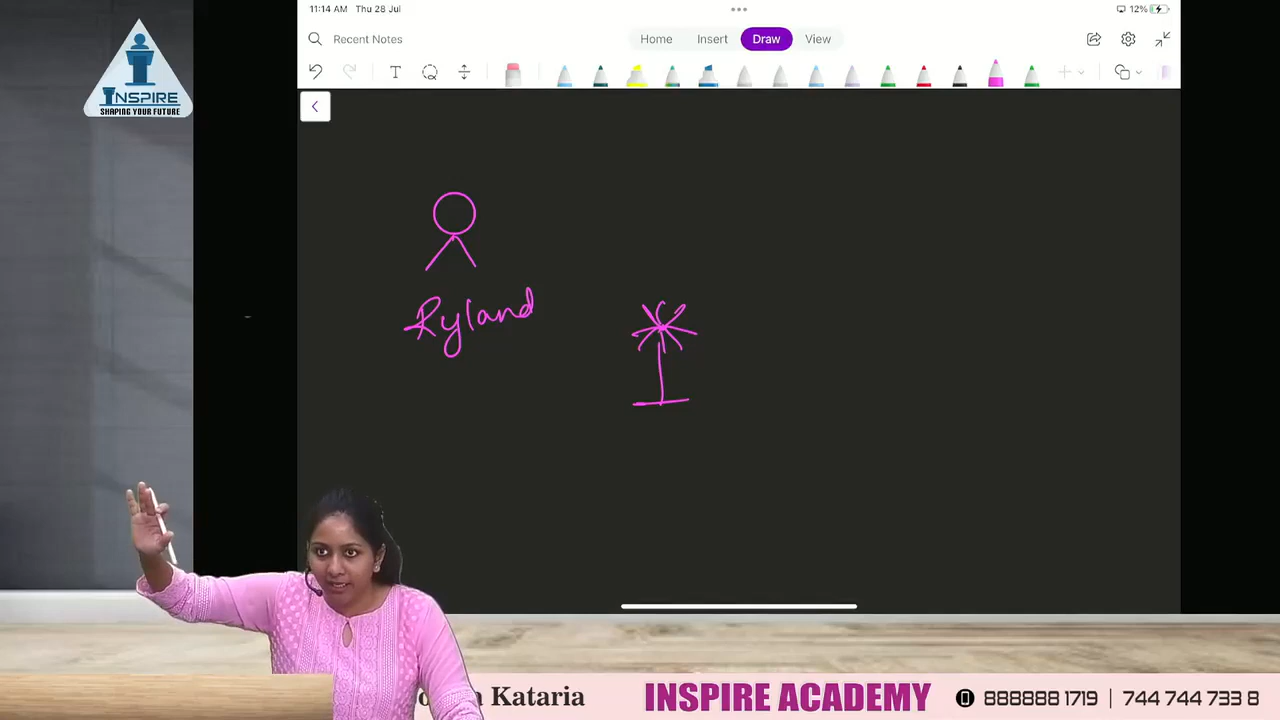 11:14 AM Thu 28 Jul
12%
Recent Notes
Home Insert Draw View
T
INSPIRE
SHAPING YOUR FUTURE
Ryland
Kataria INSPIRE ACADEMY 888888 1719 | 744 744 733 8